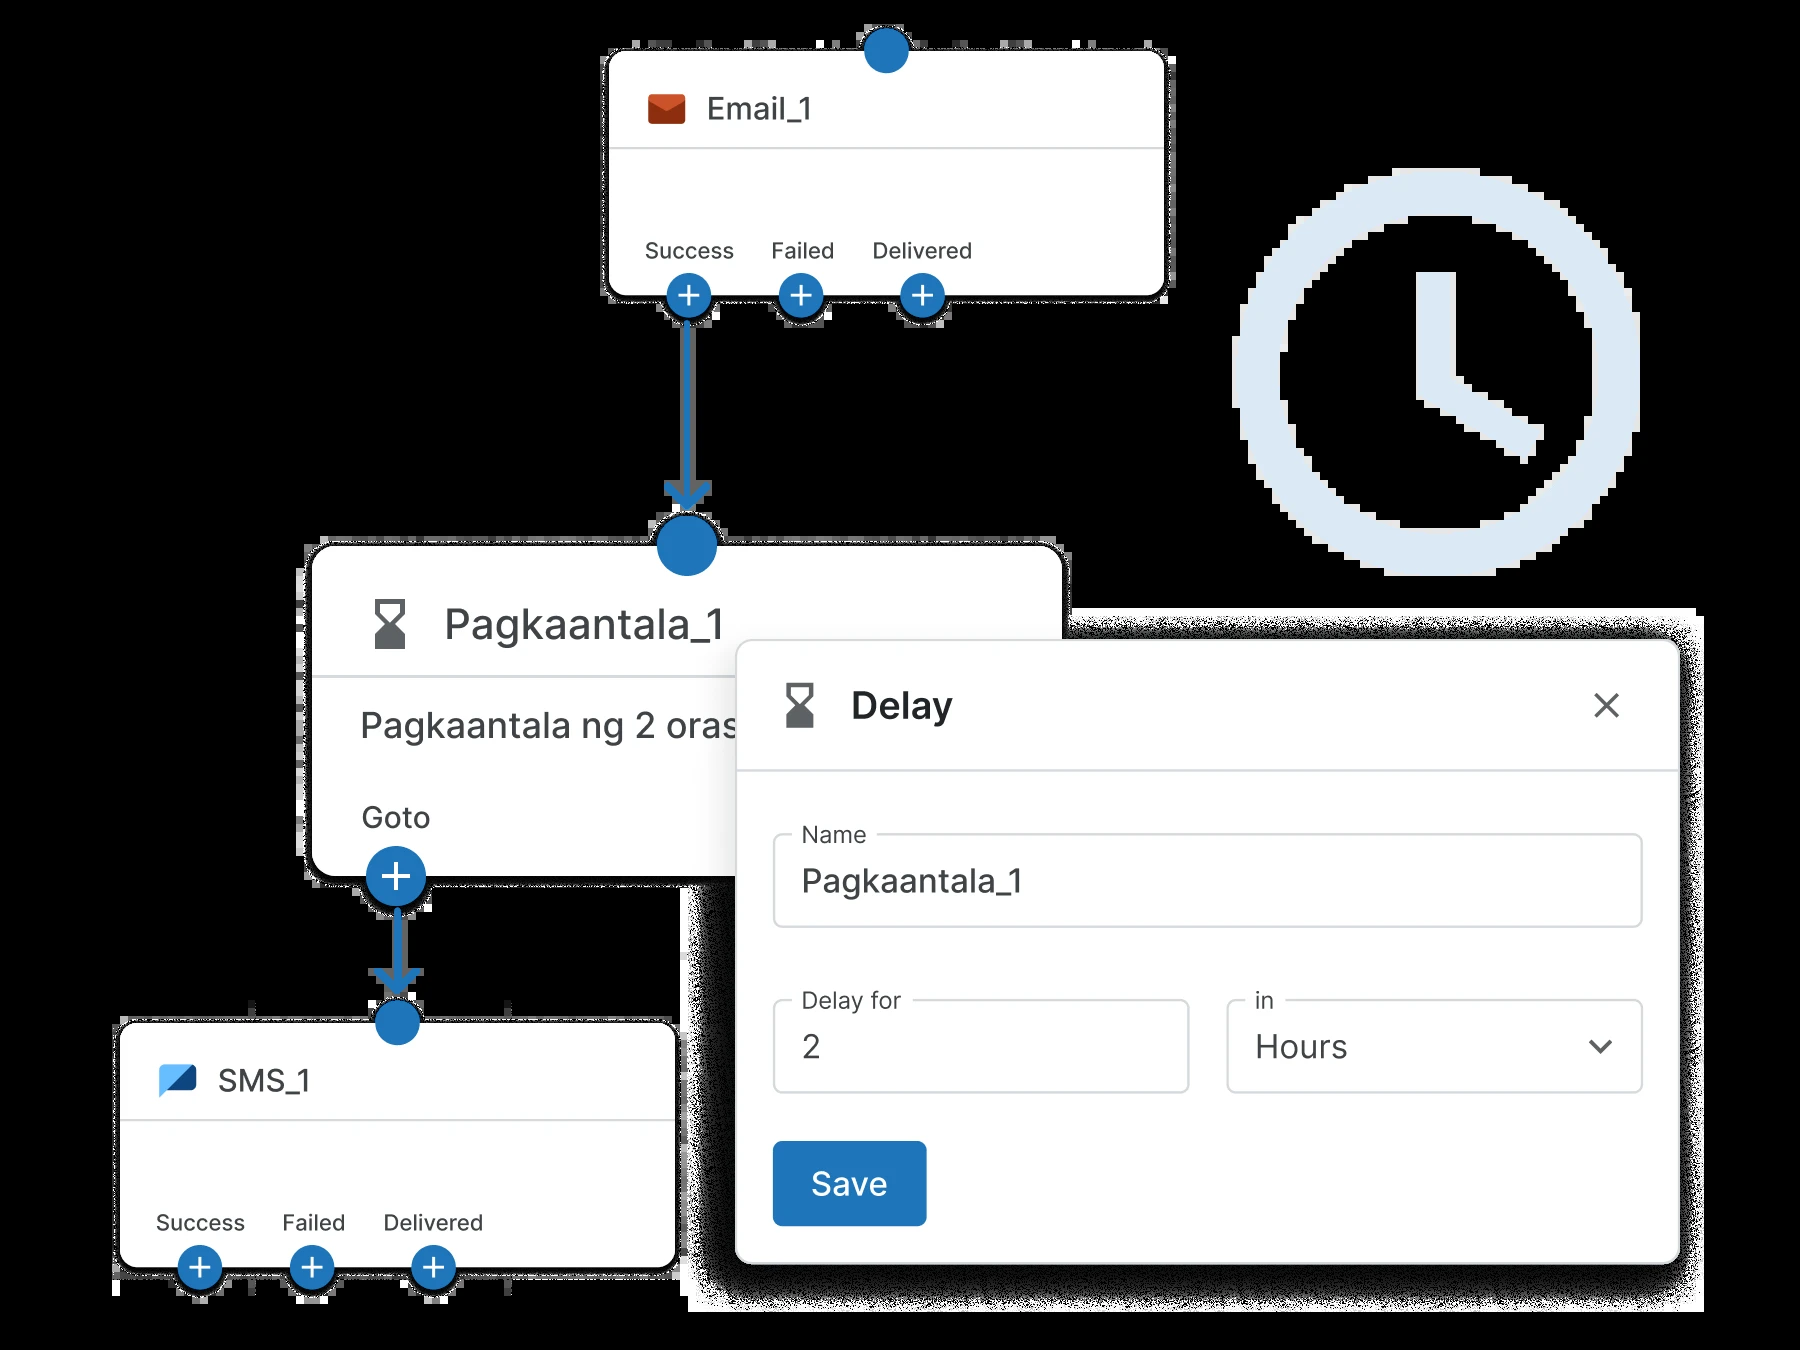 Email_1
Success Failed Delivered
Pagkaantala_1
Pagkaantala ng 2 oras
Goto
Delay
Name
Pagkaantala_1
Delay for
2
in
Hours
Save
SMS_1
Success Failed Delivered